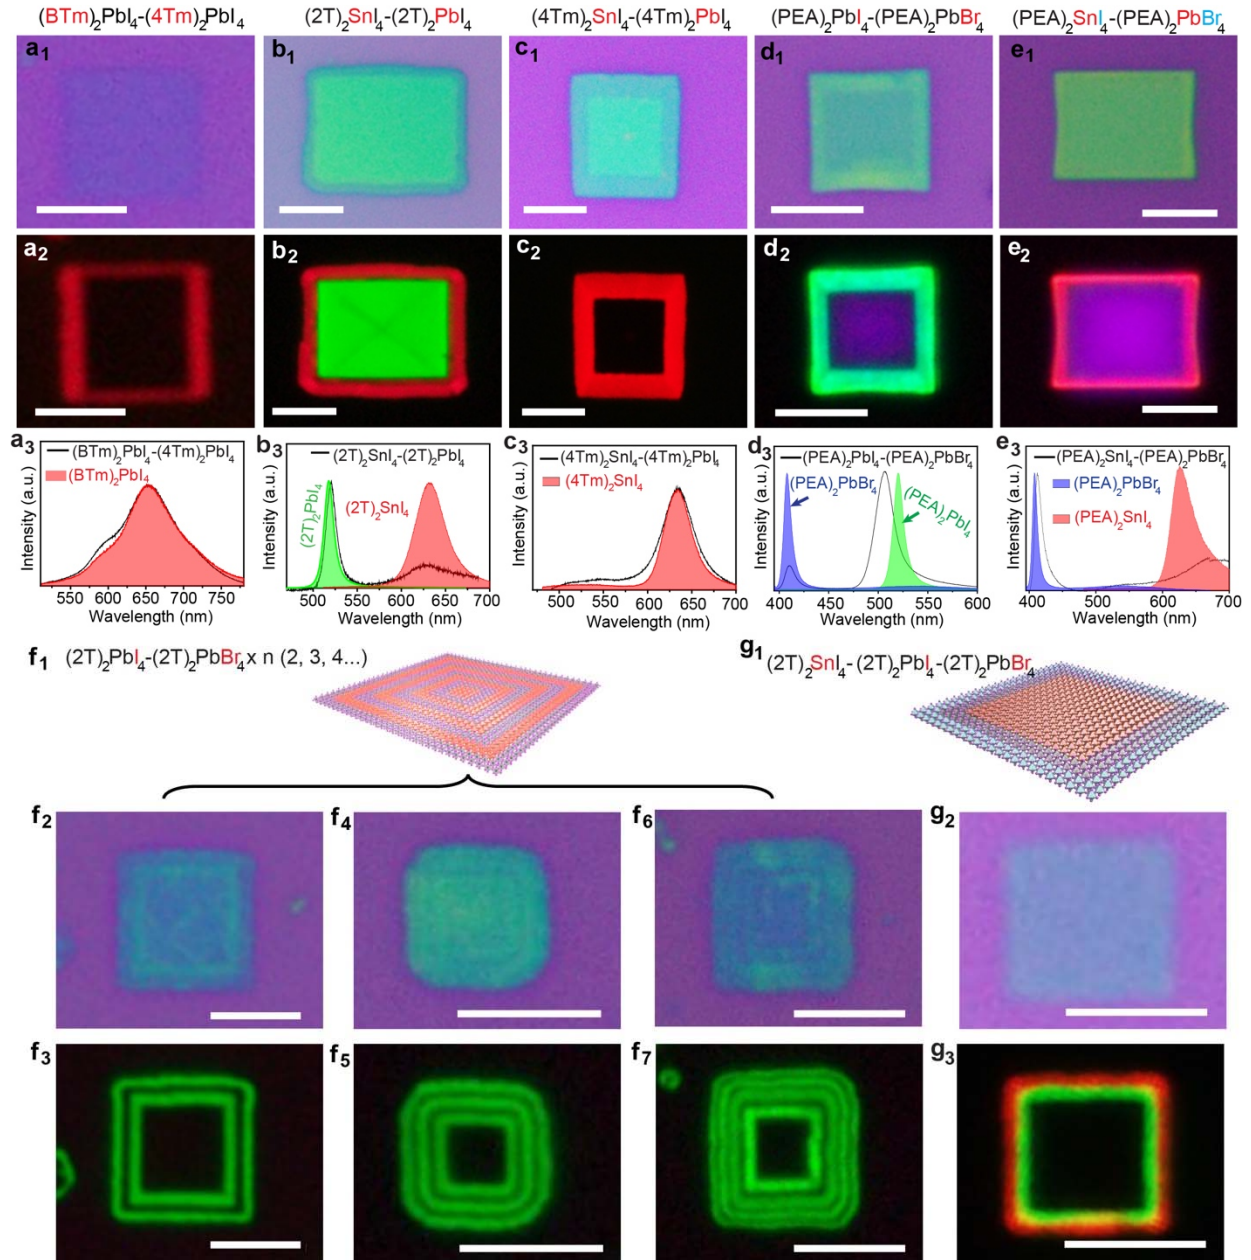 (BTm)₂PbI₄-(4Tm)₂PbI₄
(2T)₂SnI₄-(2T)₂PbI₄
(4Tm)₂SnI₄-(4Tm)₂PbI₄
(PEA)₂PbI₄-(PEA)₂PbBr₄
(PEA)₂SnI₄-(PEA)₂PbBr₄
a₁
b₁
c₁
d₁
e₁
a₂
b₂
c₂
d₂
e₂
a₃
(BTm)₂PbI₄-(4Tm)₂PbI₄
(BTm)₂PbI₄
Intensity (a.u.)
550 600 650 700 750
Wavelength (nm)
b₃
(2T)₂SnI₄-(2T)₂PbI₄
(2T)₂PbI₄
(2T)₂SnI₄
Intensity (a.u.)
500 550 600 650 700
Wavelength (nm)
c₃
(4Tm)₂SnI₄-(4Tm)₂PbI₄
(4Tm)₂SnI₄
Intensity (a.u.)
500 550 600 650 700
Wavelength (nm)
d₃
(PEA)₂PbI₄-(PEA)₂PbBr₄
(PEA)₂PbBr₄
(PEA)₂PbI₄
Intensity (a.u.)
400 450 500 550 600
Wavelength (nm)
e₃
(PEA)₂SnI₄-(PEA)₂PbBr₄
(PEA)₂PbBr₄
(PEA)₂SnI₄
Intensity (a.u.)
400 500 600 700
Wavelength (nm)
f₁ (2T)₂PbI₄-(2T)₂PbBr₄x n (2, 3, 4...)
g₁ (2T)₂SnI₄-(2T)₂PbI₄-(2T)₂PbBr₄
f₂
f₄
f₆
g₂
f₃
f₅
f₇
g₃